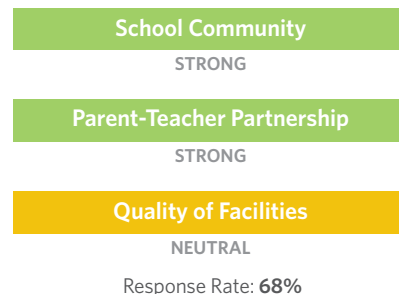 School Community
STRONG
Parent-Teacher Partnership
STRONG
Quality of Facilities
NEUTRAL
Response Rate: 68%